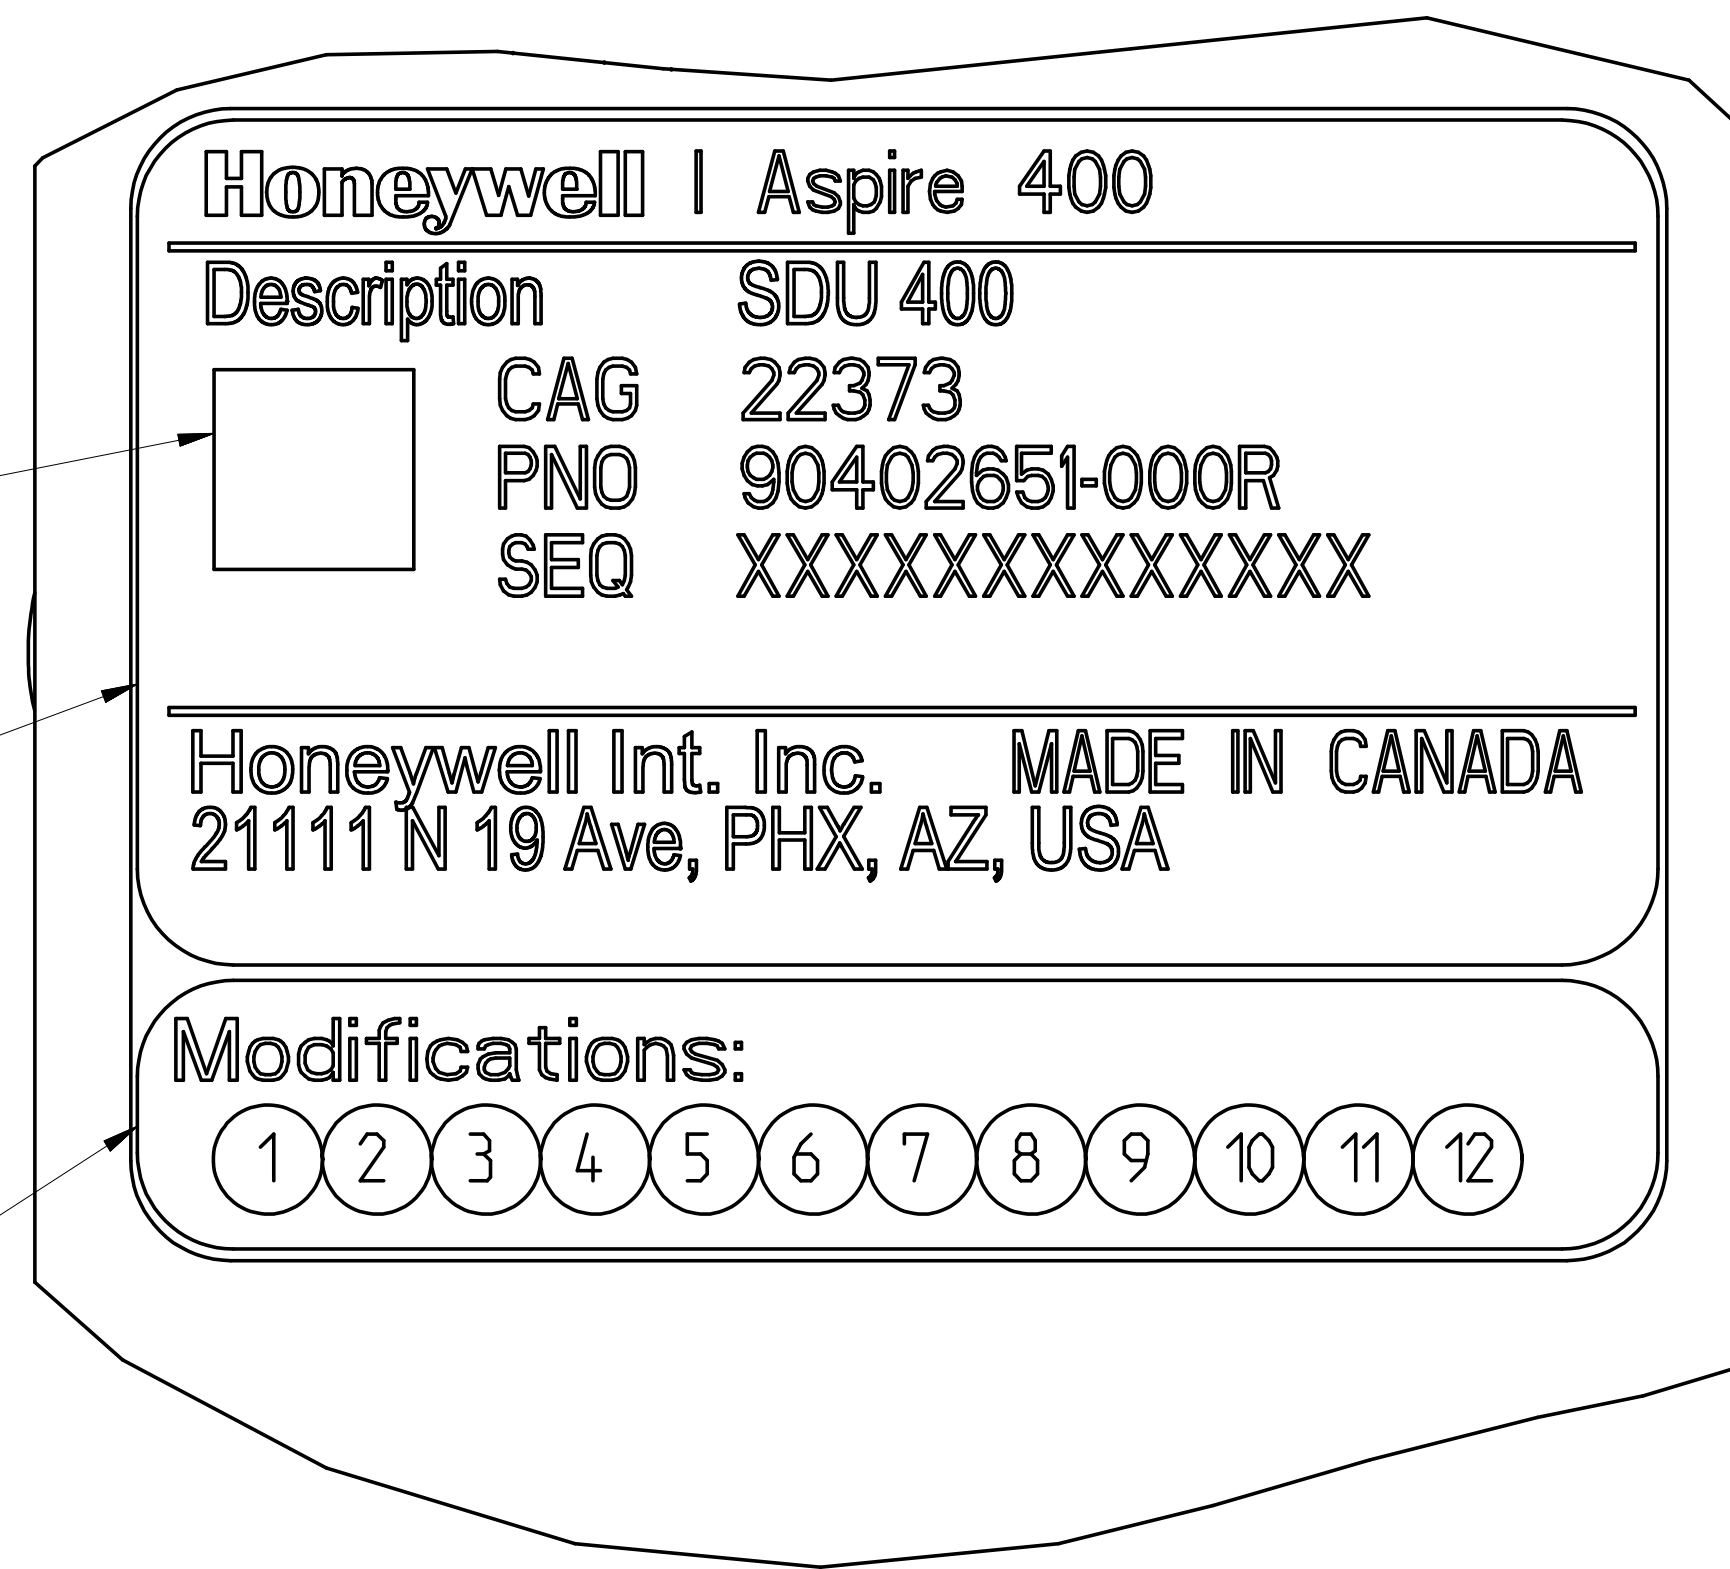 Honeywell | Aspire 400
Description SDU 400
CAG 22373
PNO 90402651-000R
SEQ XXXXXXXXXXXXX
Honeywell Int. Inc. MADE IN CANADA
21111 N 19 Ave, PHX, AZ, USA
Modifications:
1 2 3 4 5 6 7 8 9 10 11 12